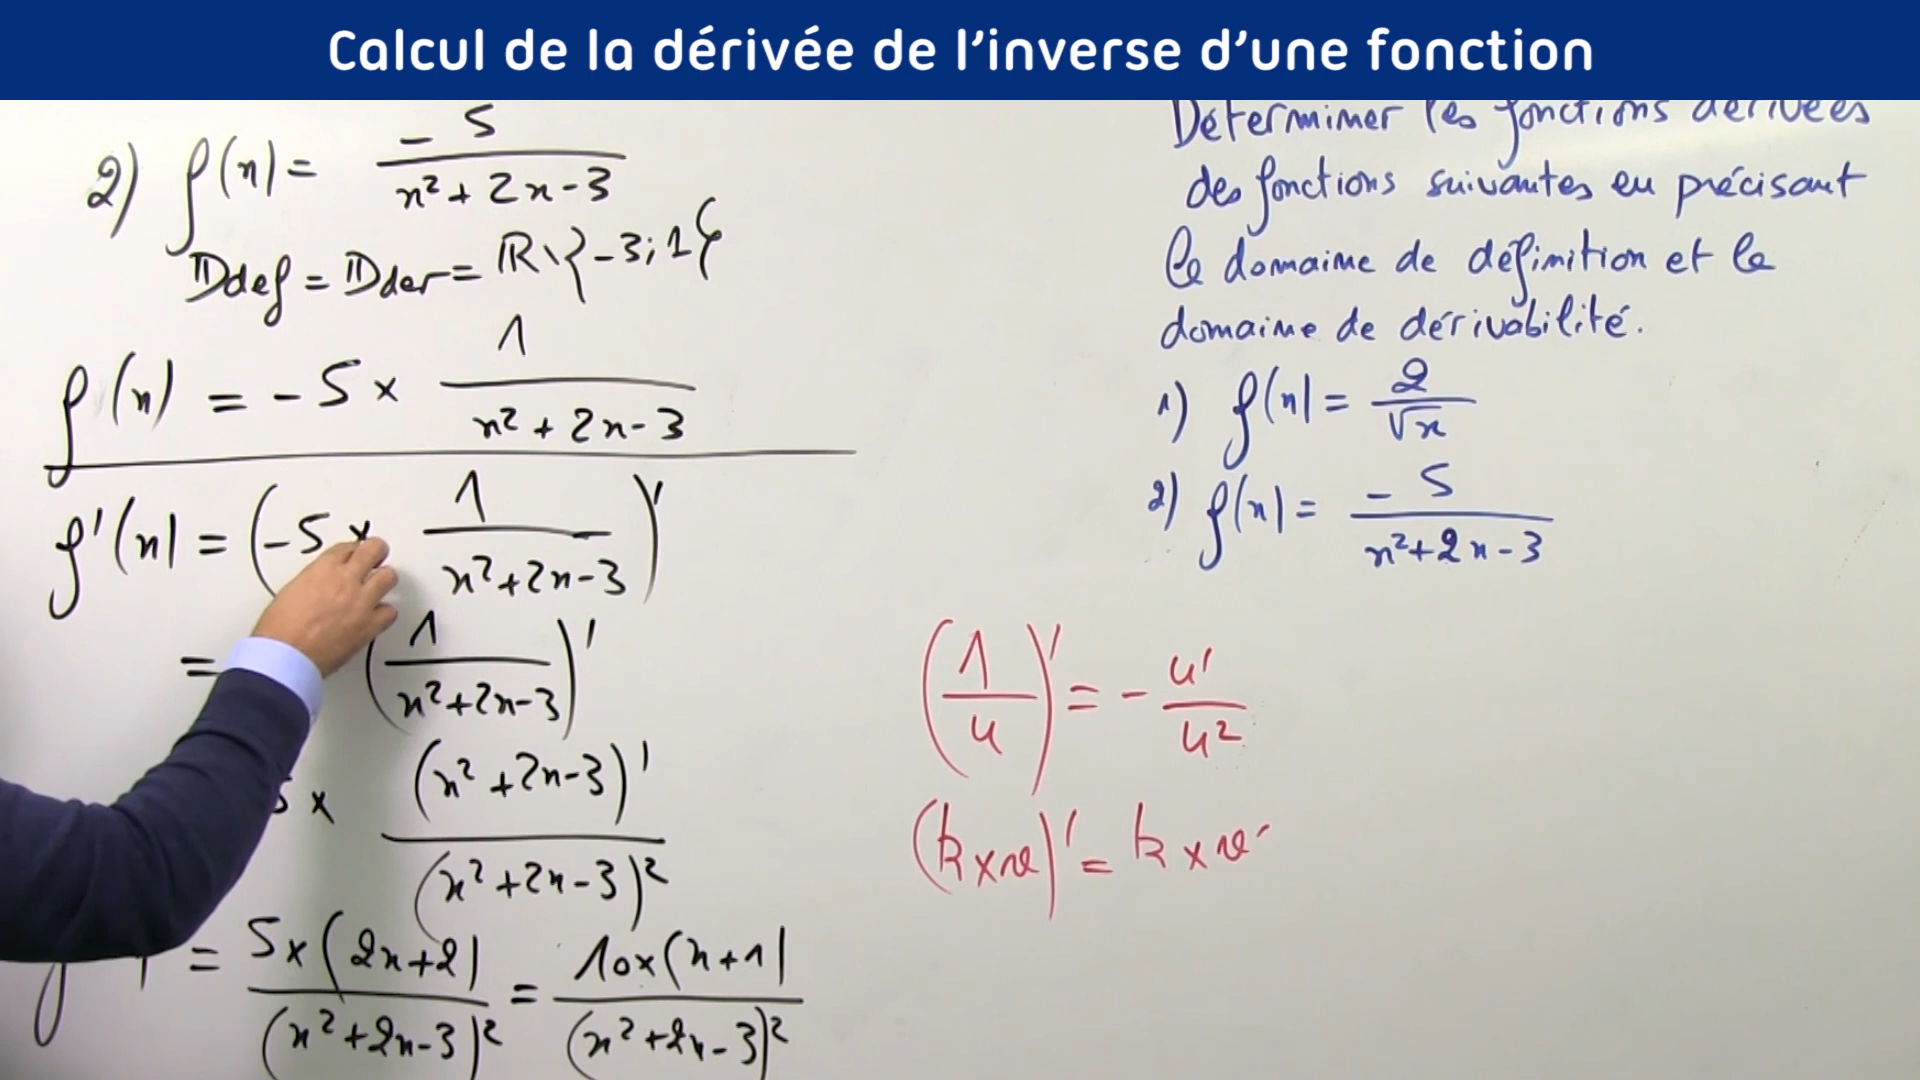 Calcul de la dérivée de l'inverse d'une fonction
2) f(x) = -5 / (x² + 2x - 3)
Ddef = Dder = ℝ\{-3; 1}
f(x) = -5 × 1 / (x² + 2x - 3)
f'(x) = (-5 × 1 / (x² + 2x - 3))'
= (1 / (x² + 2x - 3))'
5 × (x² + 2x - 3)' / (x² + 2x - 3)²
= 5 × (2x + 2) / (x² + 2x - 3)² = 10 × (x + 1) / (x² + 2x - 3)²
Déterminer les fonctions dérivées
des fonctions suivantes en précisant
le domaine de définition et le
domaine de dérivabilité.
1) f(x) = 2 / √x
2) f(x) = -5 / (x² + 2x - 3)
(1 / u)' = - u' / u²
(k × v)' = k × v'